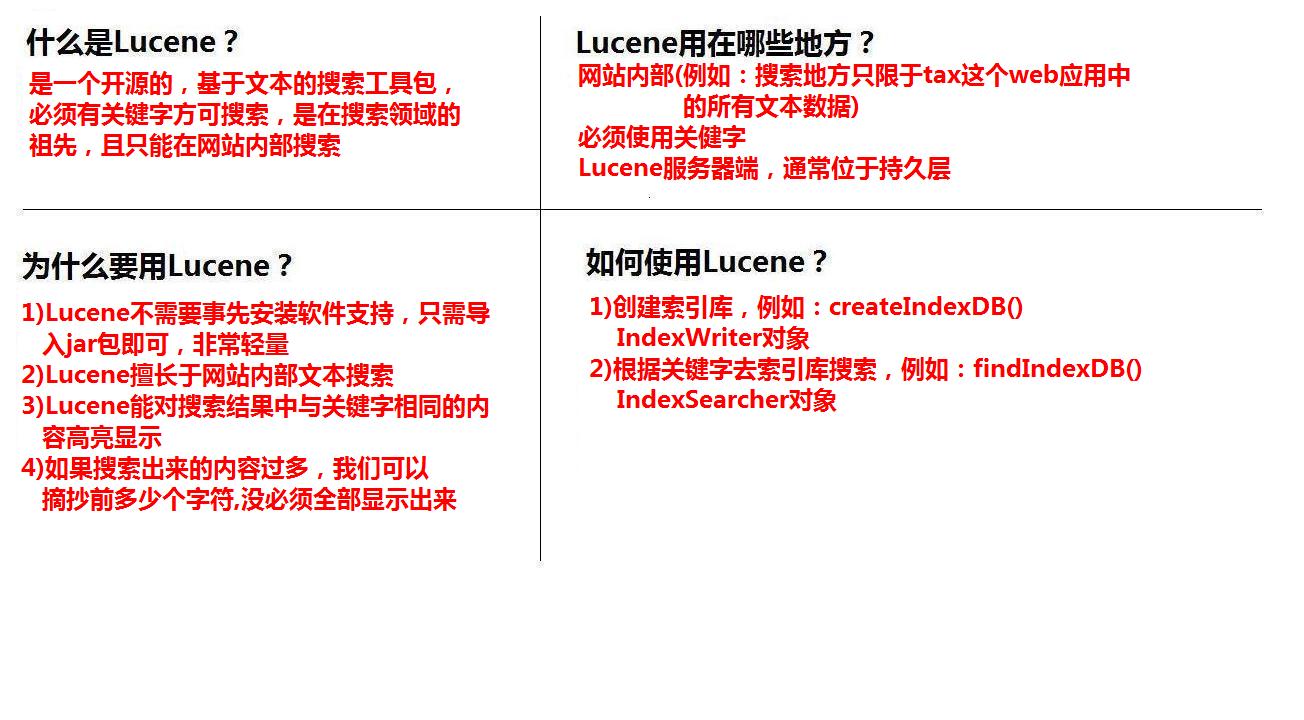 什么是Lucene？
是一个开源的，基于文本的搜索工具包，
必须有关键字方可搜索，是在搜索领域的
祖先，且只能在网站内部搜索
Lucene用在哪些地方？
网站内部(例如：搜索地方只限于tax这个web应用中
的所有文本数据)
必须使用关健字
Lucene服务器端，通常位于持久层
为什么要用Lucene？
1)Lucene不需要事先安装软件支持，只需导
入jar包即可，非常轻量
2)Lucene擅长于网站内部文本搜索
3)Lucene能对搜索结果中与关键字相同的内
容高亮显示
4)如果搜索出来的内容过多，我们可以
摘抄前多少个字符,没必须全部显示出来
如何使用Lucene？
1)创建索引库，例如：createIndexDB()
IndexWriter对象
2)根据关键字去索引库搜索，例如：findIndexDB()
IndexSearcher对象